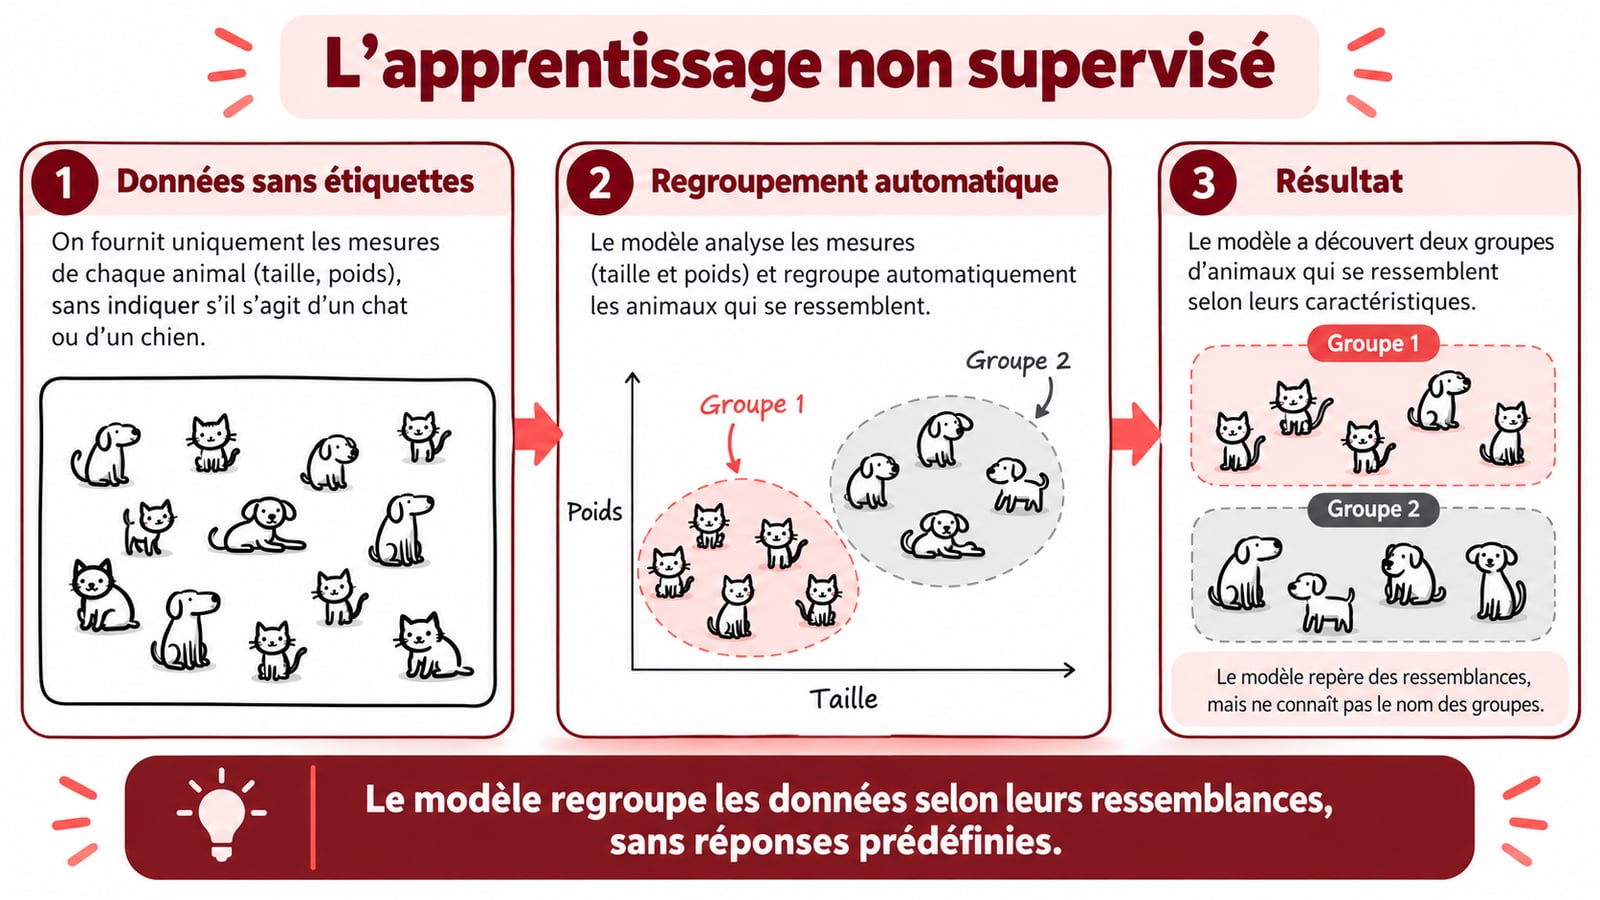 L’apprentissage non supervisé
1 Données sans étiquettes
On fournit uniquement les mesures
de chaque animal (taille, poids),
sans indiquer s’il s’agit d’un chat
ou d’un chien.
2 Regroupement automatique
Le modèle analyse les mesures
(taille et poids) et regroupe automatiquement
les animaux qui se ressemblent.
Groupe 2
Groupe 1
Poids
Taille
3 Résultat
Le modèle a découvert deux groupes
d’animaux qui se ressemblent
selon leurs caractéristiques.
Groupe 1
Groupe 2
Le modèle repère des ressemblances,
mais ne connaît pas le nom des groupes.
Le modèle regroupe les données selon leurs ressemblances,
sans réponses prédéfinies.